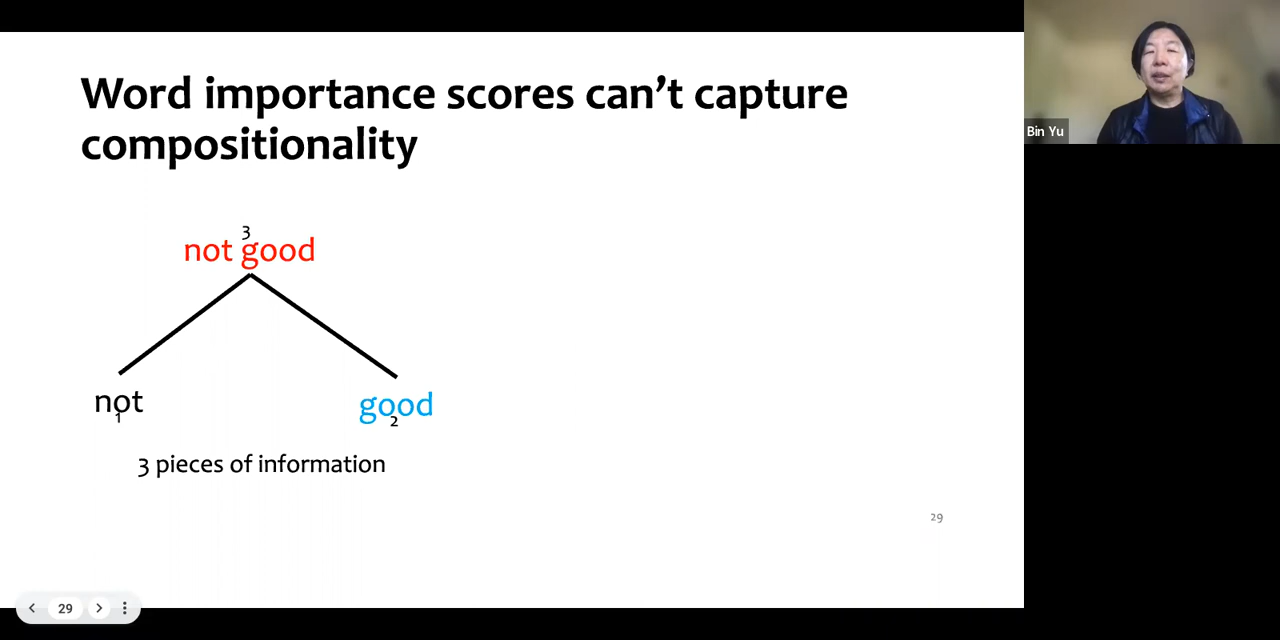 Word importance scores can't capture
compositionality
3
not good
not
1
good
2
3 pieces of information
29
29
Bin Yu